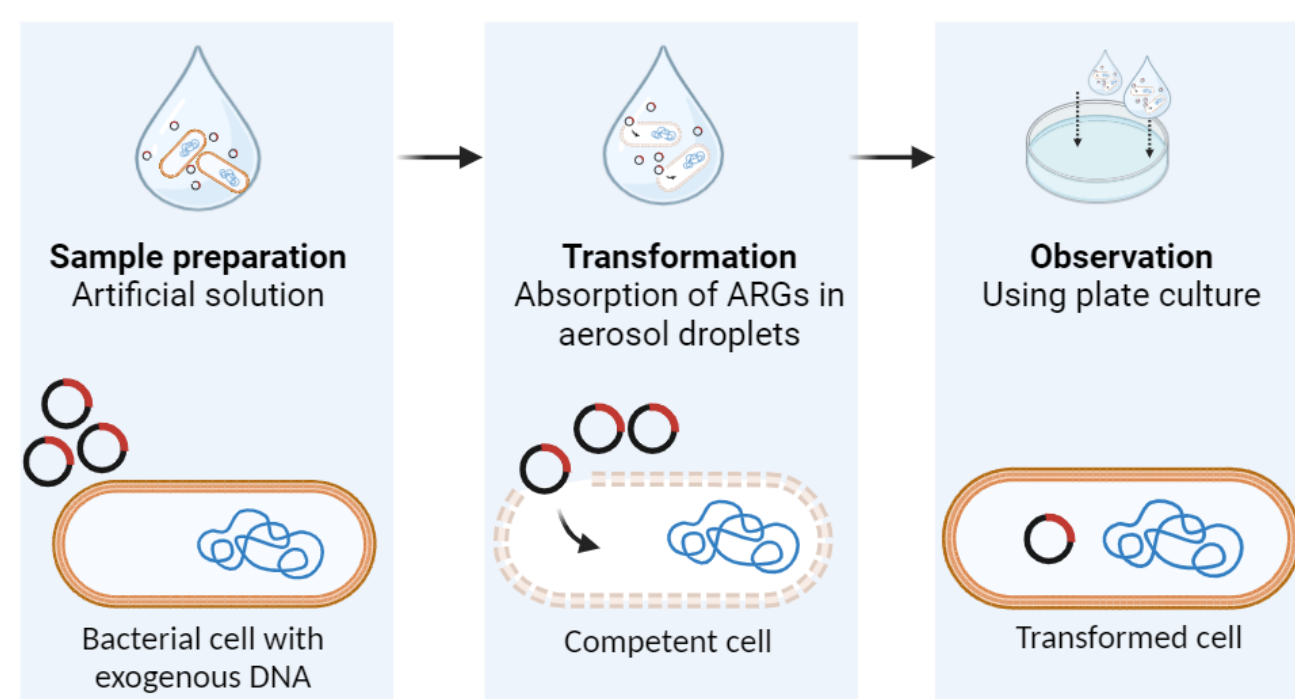 Sample preparation
Artificial solution
Transformation
Absorption of ARGs in
aerosol droplets
Observation
Using plate culture
Bacterial cell with
exogenous DNA
Competent cell
Transformed cell